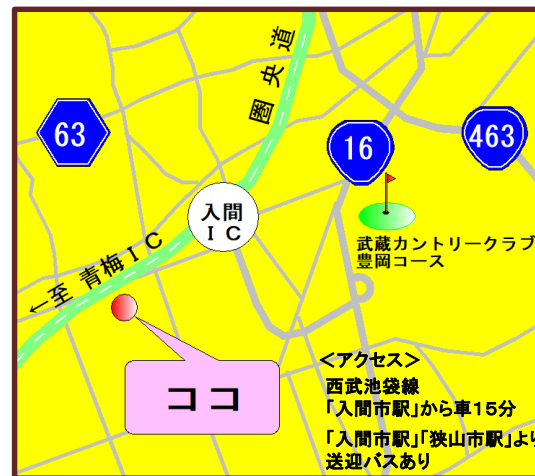 圏央道
63
16
463
入間
ＩＣ
武蔵カントリークラブ
豊岡コース
←至 青梅ＩＣ
ココ
＜アクセス＞
西武池袋線
「入間市駅」から車１５分
「入間市駅」「狭山市駅」より
送迎バスあり